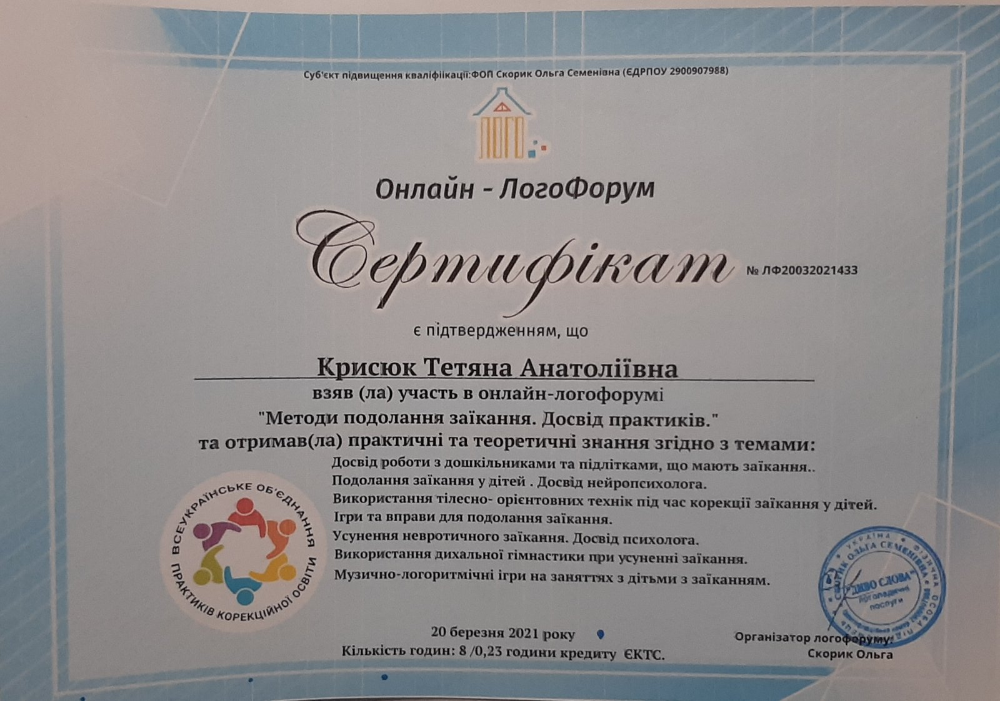 Суб'єкт підвищення кваліфіікації:ФОП Скорик Ольга Семенівна (ЄДРПОУ 2900907988)
ЛОГО
Онлайн - ЛогоФорум
Сертифікат
№ ЛФ20032021433
є підтвердженням, що
Крисюк Тетяна Анатоліївна
взяв (ла) участь в онлайн-логофорумі
"Методи подолання заїкання. Досвід практиків."
та отримав(ла) практичні та теоретичні знання згідно з темами:
Досвід роботи з дошкільниками та підлітками, що мають заїкання..
Подолання заїкання у дітей . Досвід нейропсихолога.
Використання тілесно- орієнтовних технік під час корекції заїкання у дітей.
Ігри та вправи для подолання заїкання.
Усунення невротичного заїкання. Досвід психолога.
Використання дихальної гімнастики при усуненні заїкання.
Музично-логоритмічні ігри на заняттях з дітьми з заїканням.
ВСЕУКРАЇНСЬКЕ ОБ'ЄДНАННЯ
ПРАКТИКІВ КОРЕКЦІЙНОЇ ОСВІТИ
УКРАЇНА * ФІЗИЧНА ОСОБА
СКОРИК ОЛЬГА СЕМЕНІВНА
"ДИВО СЛОВА"
логопедичні
послуги
20 березня 2021 року
Кількість годин: 8 /0,23 години кредиту ЄКТС.
Організатор логофоруму:
Скорик Ольга